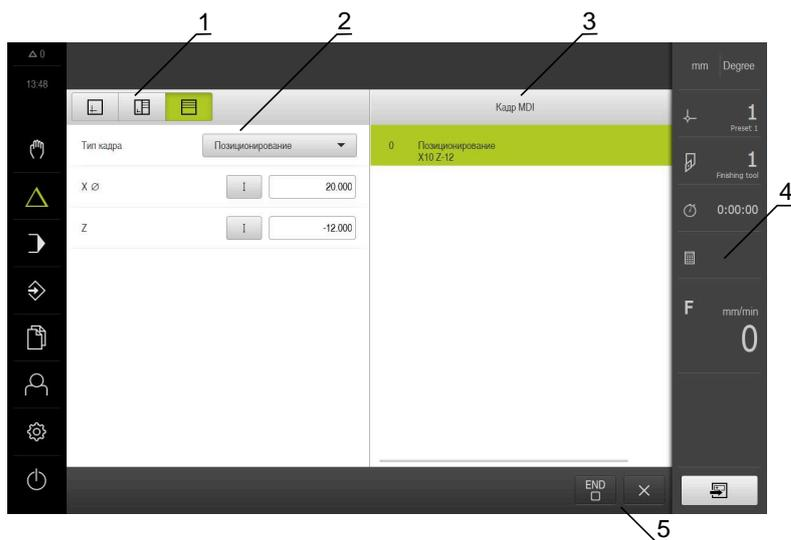 1
2
3
0
mm Degree
13:48
Кадр MDI
1
Preset 1
Тип кадра
Позиционирование
0
Позиционирование
X10 Z-12
1
Finishing tool
X ⌀
I
20.000
4
0:00:00
Z
I
-12.000
F
mm/min
0
END
5